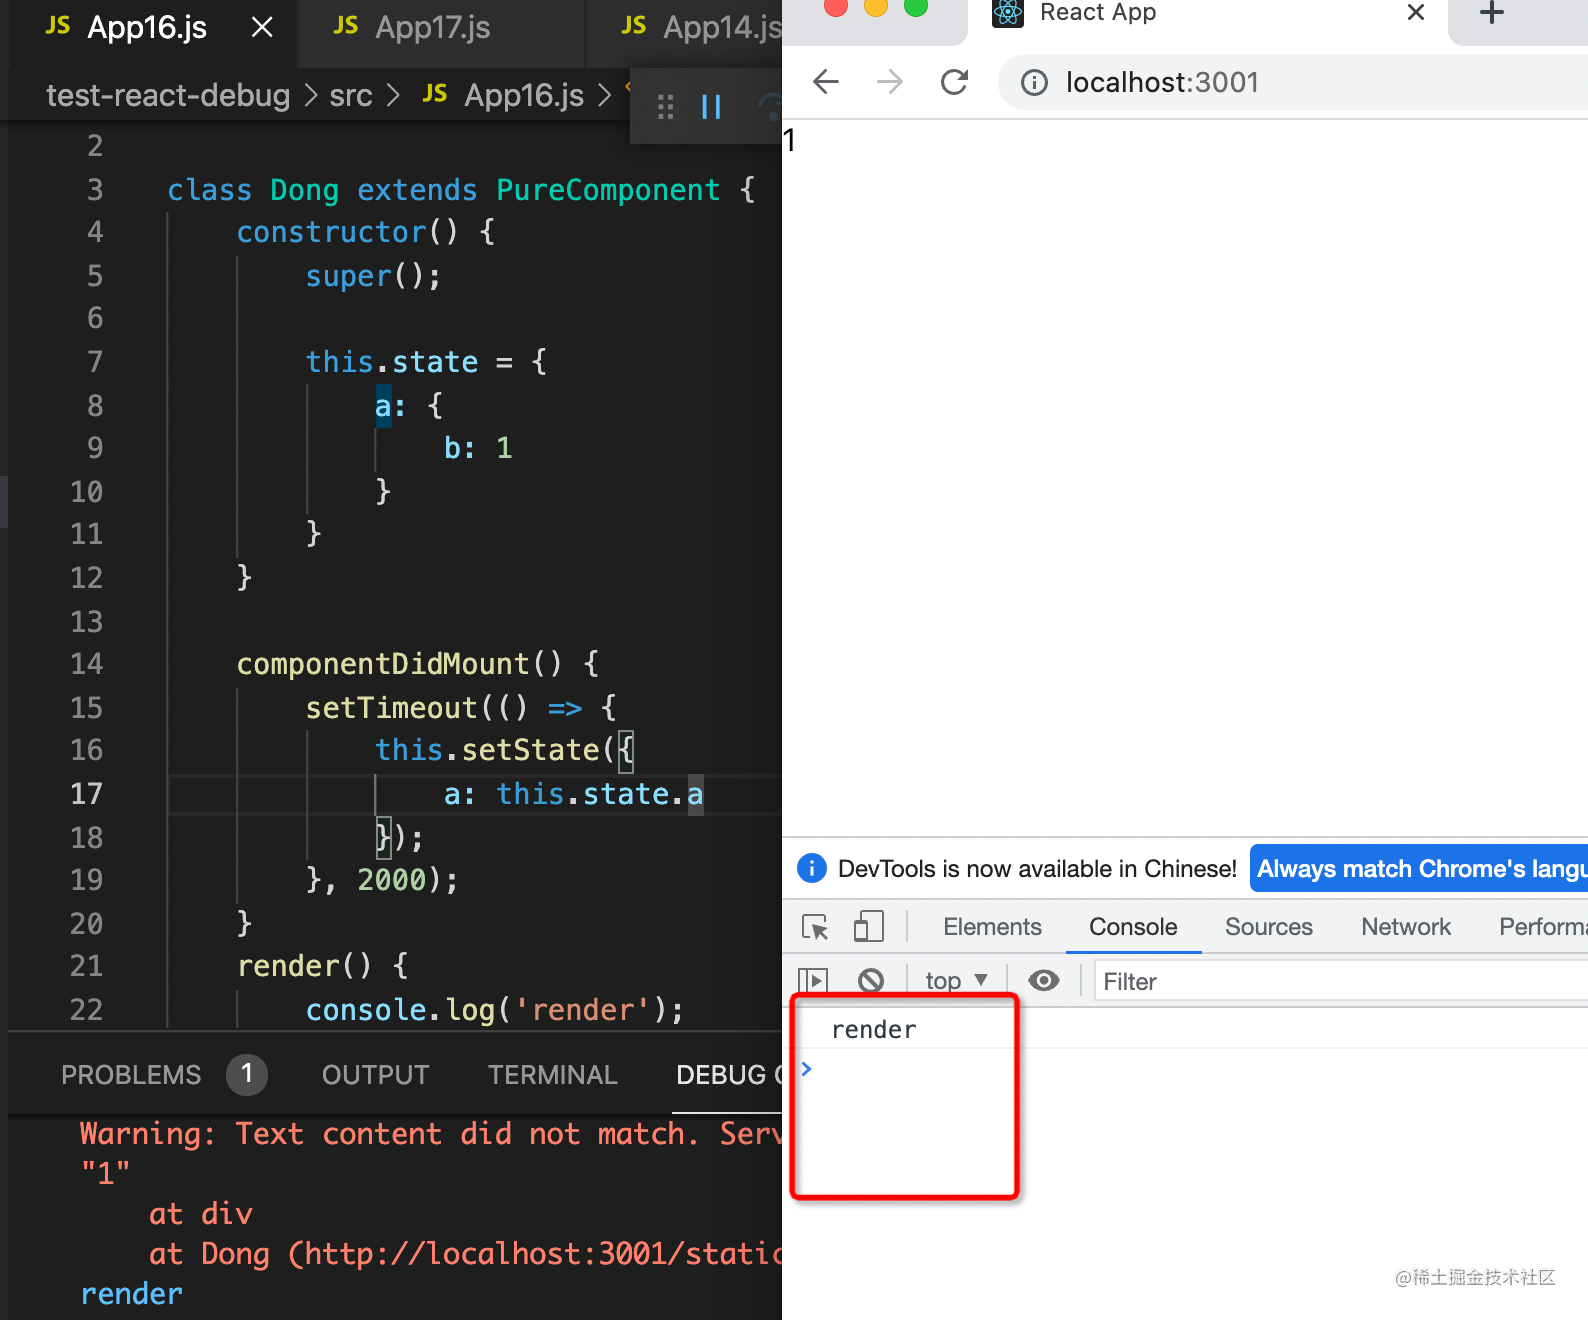 JS App16.js
JS App17.js
JS App14.js
test-react-debug > src > JS App16.js >
2
3 class Dong extends PureComponent {
4 constructor() {
5 super();
6
7 this.state = {
8 a: {
9 b: 1
10 }
11 }
12 }
13
14 componentDidMount() {
15 setTimeout(() => {
16 this.setState({
17 a: this.state.a
18 });
19 }, 2000);
20 }
21 render() {
22 console.log('render');
PROBLEMS 1 OUTPUT TERMINAL DEBUG
Warning: Text content did not match. Serv
"1"
at div
at Dong (http://localhost:3001/static
render
React App
localhost:3001
1
DevTools is now available in Chinese! Always match Chrome's langu
Elements Console Sources Network Performa
top ▼ Filter
render
>
@稀土掘金技术社区